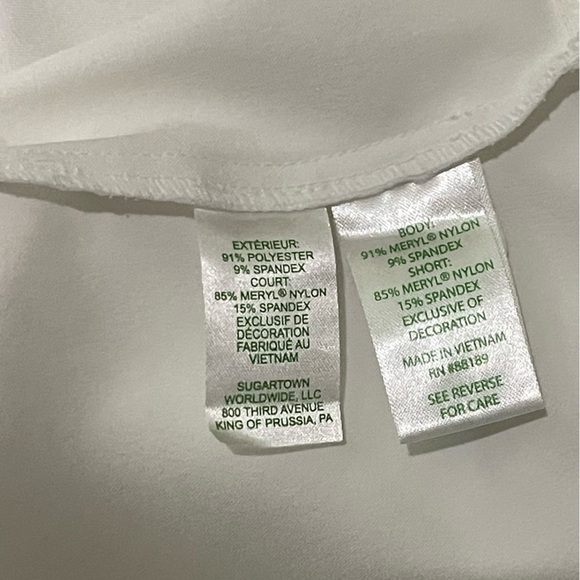 EXTÉRIEUR:
91% POLYESTER
9% SPANDEX
COURT:
85% MERYL® NYLON
15% SPANDEX
EXCLUSIF DE
DÉCORATION
FABRIQUÉ AU
VIETNAM
SUGARTOWN
WORLDWIDE, LLC
800 THIRD AVENUE
KING OF PRUSSIA, PA
BODY:
91% MERYL® NYLON
9% SPANDEX
SHORT:
85% MERYL® NYLON
15% SPANDEX
EXCLUSIVE OF
DECORATION
MADE IN VIETNAM
RN #88189
SEE REVERSE
FOR CARE